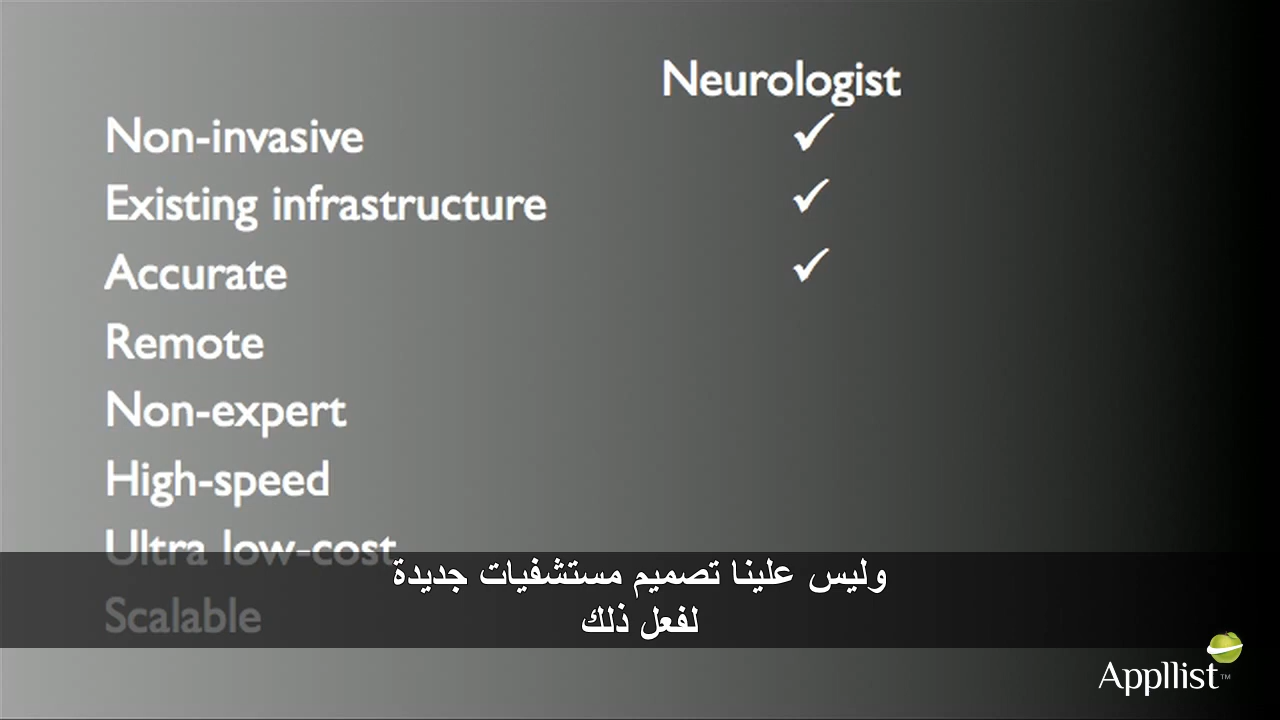 Neurologist
Non-invasive ✓
Existing infrastructure ✓
Accurate ✓
Remote
Non-expert
High-speed
Ultra low-cost
وليس علينا تصميم مستشفيات جديدة
لفعل ذلك
Scalable
Appllist™